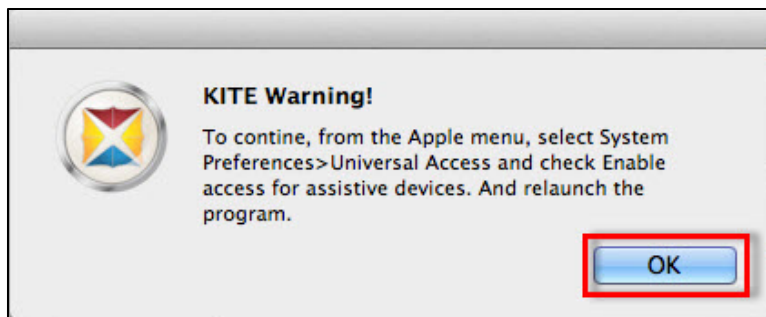 KITE Warning!
To contine, from the Apple menu, select System
Preferences>Universal Access and check Enable
access for assistive devices. And relaunch the
program.
OK